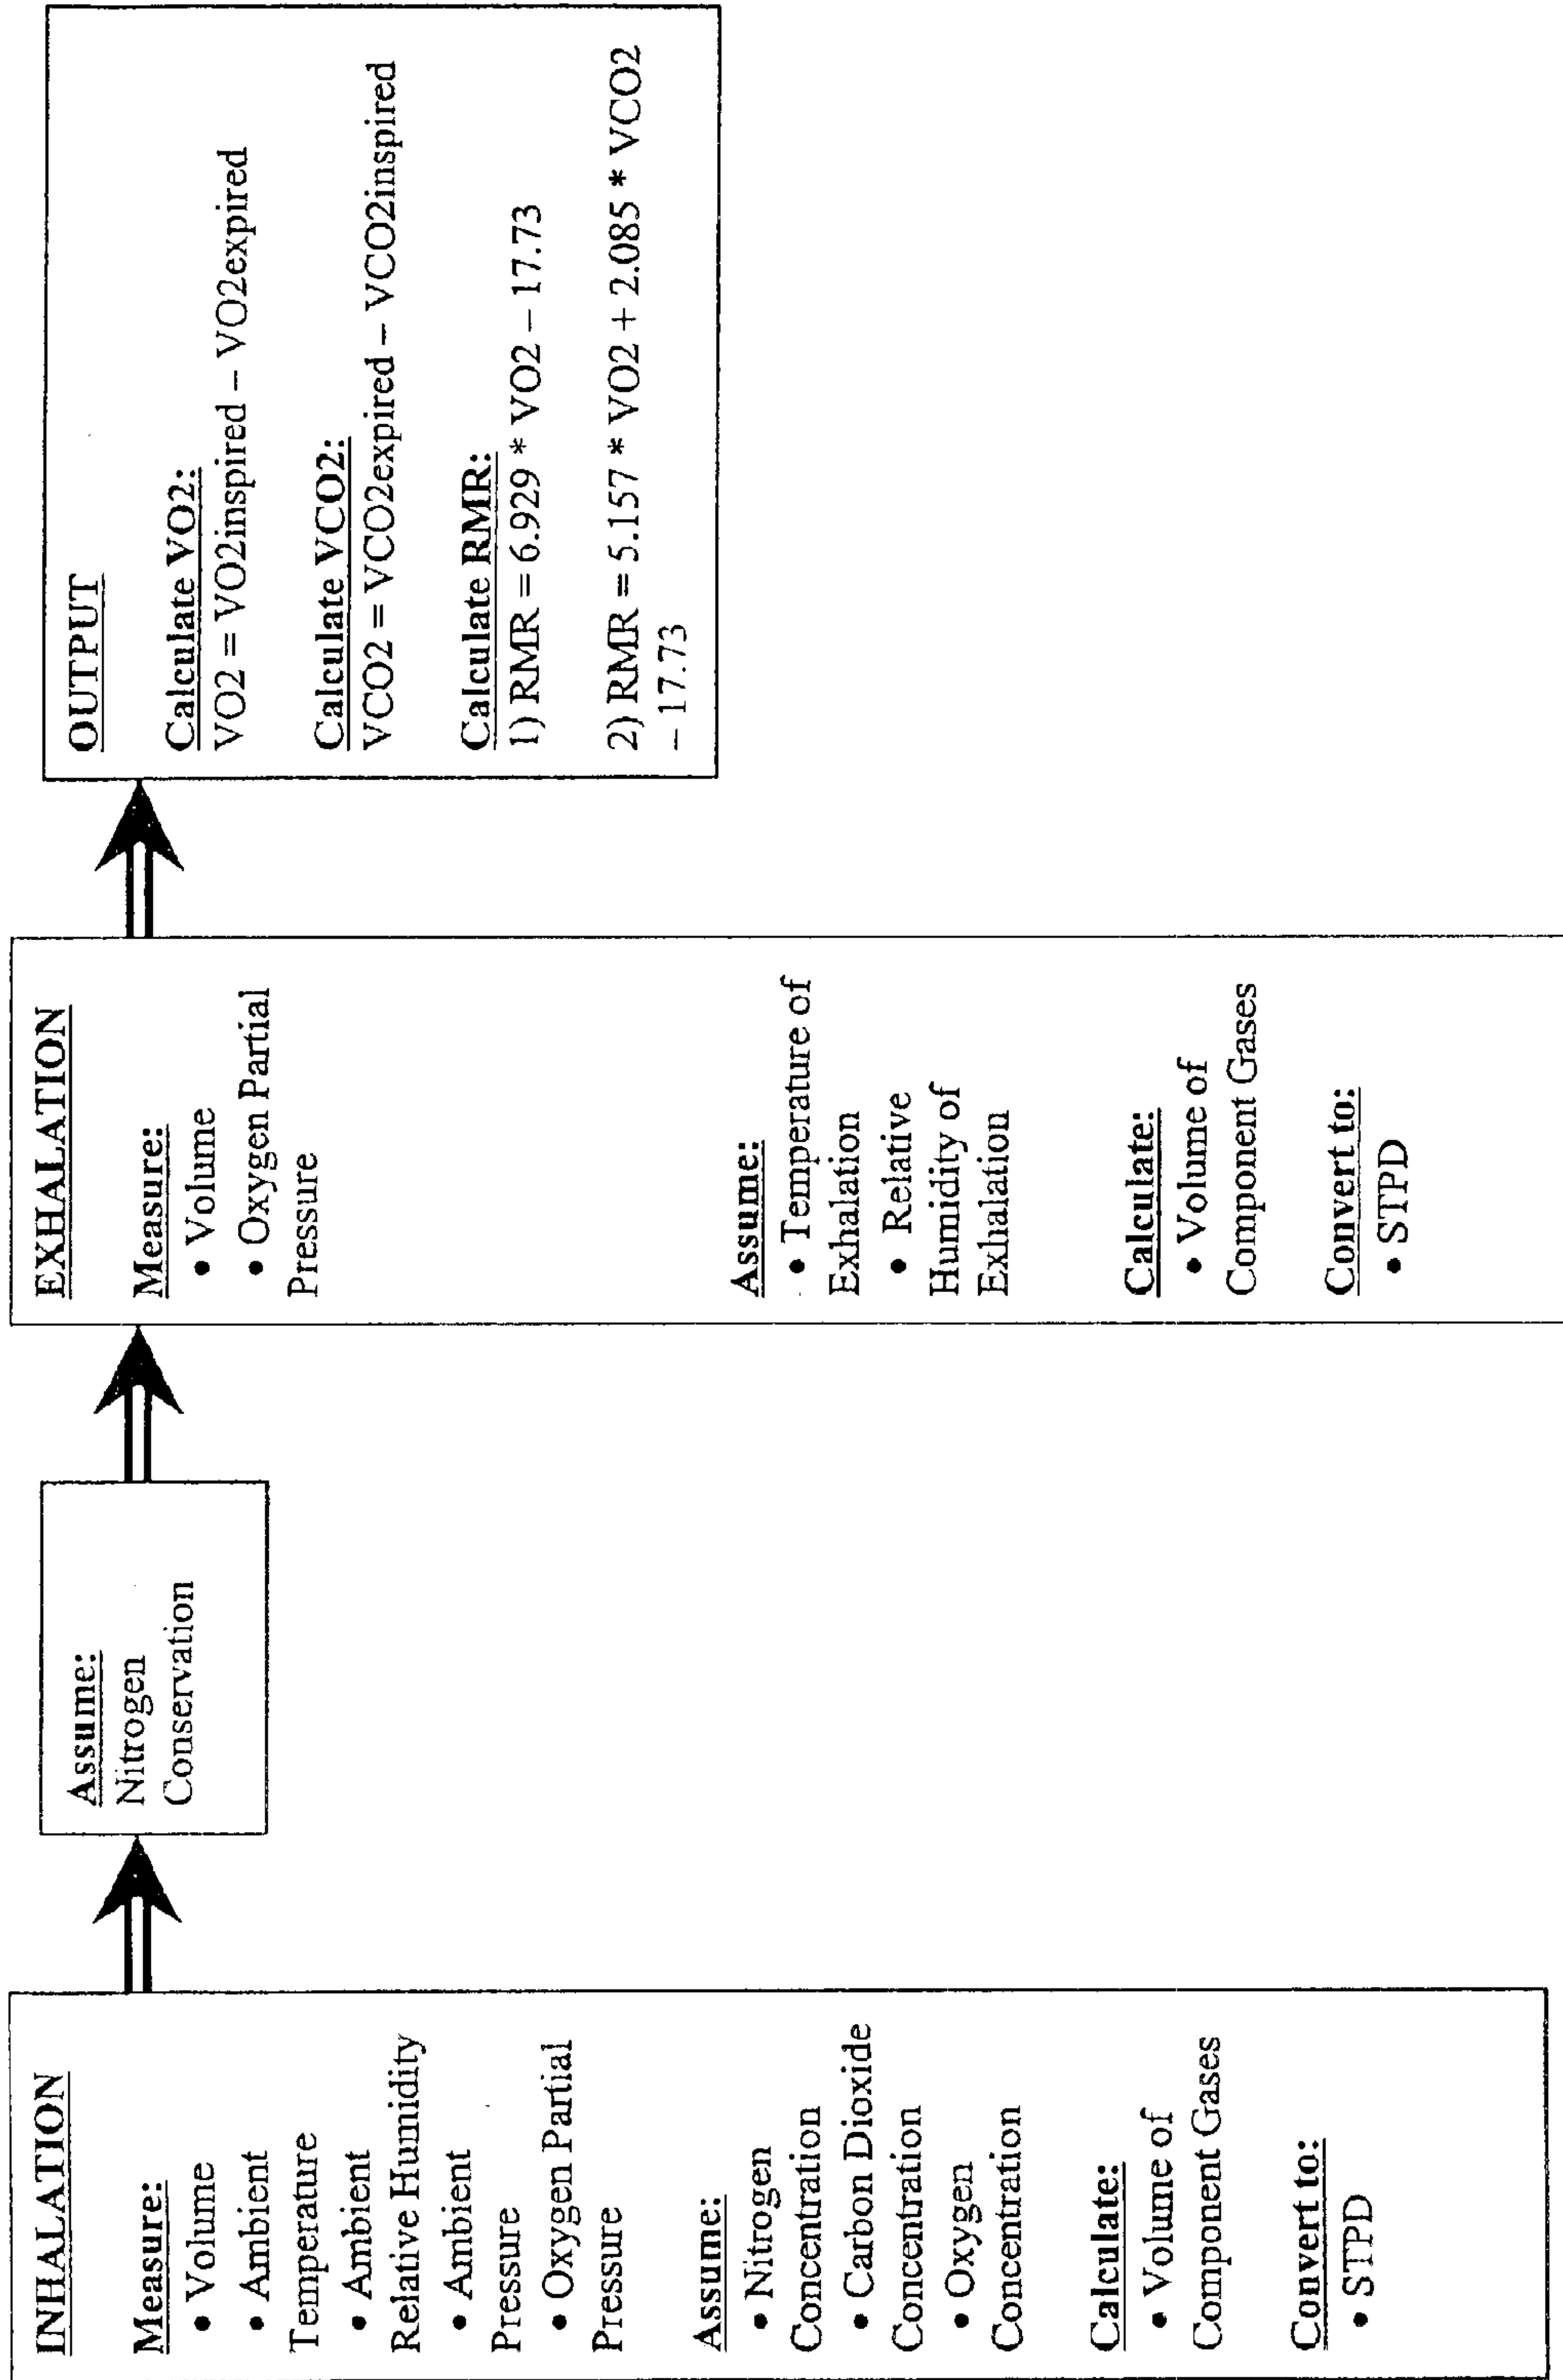 INHALATION
Measure:
• Volume
• Ambient
Temperature
• Ambient
Relative Humidity
• Ambient
Pressure
• Oxygen Partial
Pressure
Assume:
• Nitrogen
Concentration
• Carbon Dioxide
Concentration
• Oxygen
Concentration
Calculate:
• Volume of
Component Gases
Convert to:
• STPD
Assume:
Nitrogen
Conservation
EXHALATION
Measure:
• Volume
• Oxygen Partial
Pressure
Assume:
• Temperature of
Exhalation
• Relative
Humidity of
Exhalation
Calculate:
• Volume of
Component Gases
Convert to:
• STPD
OUTPUT
Calculate VO2:
VO2 = VO2inspired – VO2expired
Calculate VCO2:
VCO2 = VCO2expired – VCO2inspired
Calculate RMR:
1) RMR = 6.929 * VO2 – 17.73
2) RMR = 5.157 * VO2 + 2.085 * VCO2
– 17.73